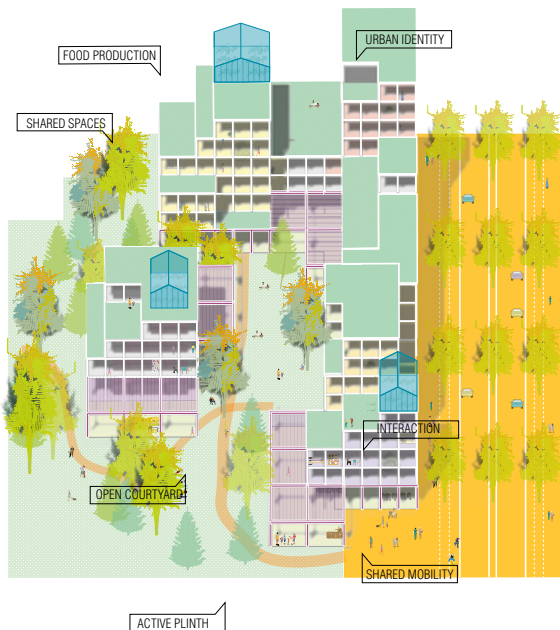 URBAN IDENTITY
FOOD PRODUCTION
SHARED SPACES
INTERACTION
OPEN COURTYARD
SHARED MOBILITY
ACTIVE PLINTH